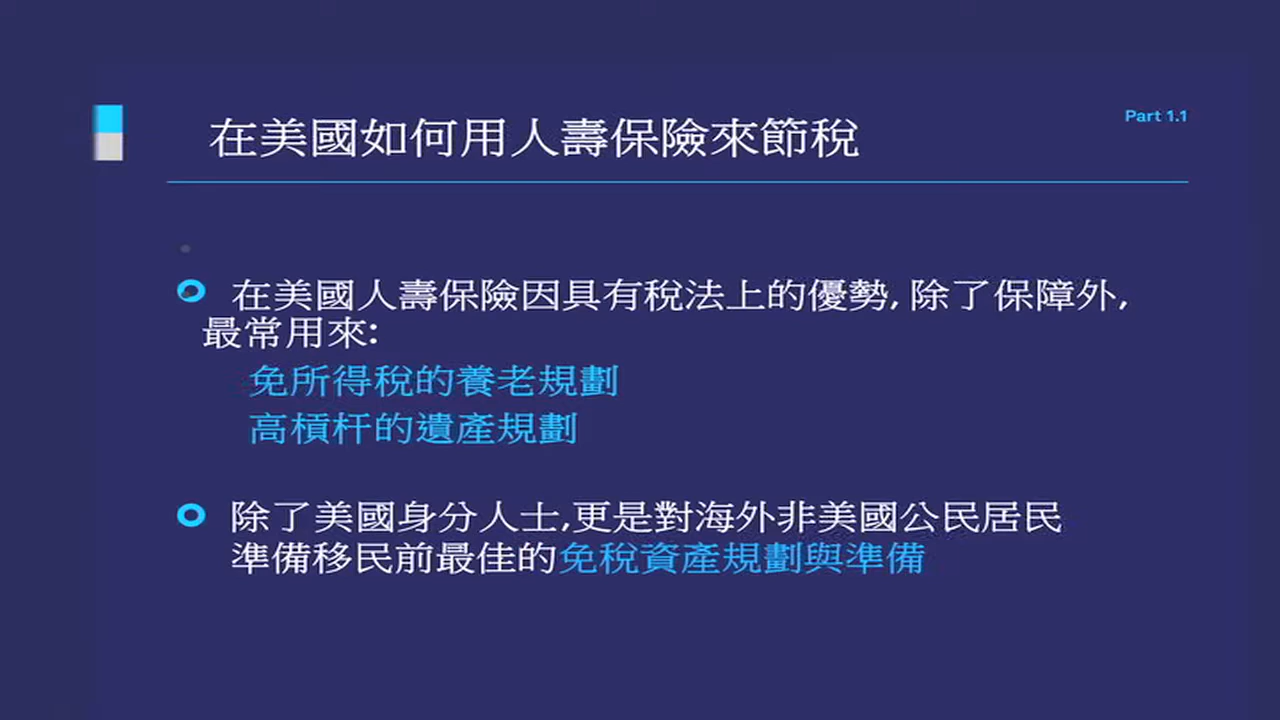 在美國如何用人壽保險來節稅
Part 1.1
在美國人壽保險因具有稅法上的優勢, 除了保障外,
最常用來:
免所得稅的養老規劃
高槓杆的遺產規劃
除了美國身分人士,更是對海外非美國公民居民
準備移民前最佳的免稅資產規劃與準備